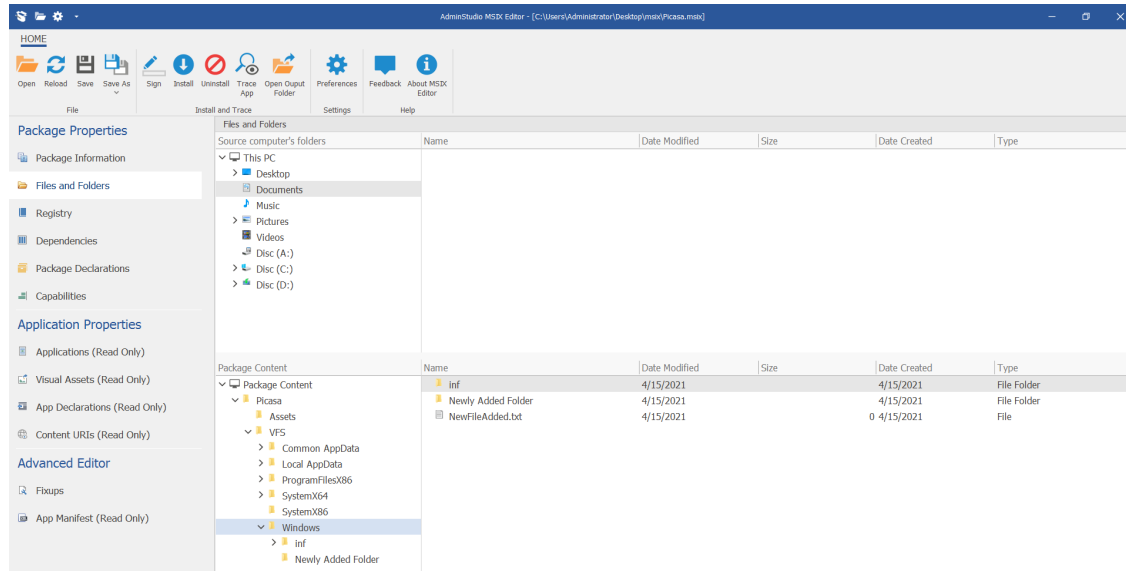 AdminStudio MSIX Editor - [C:\Users\Administrator\Desktop\msix\Picasa.msix]
HOME
Open Reload Save Save As Sign Install Uninstall Trace App Open Ouput Folder Preferences Feedback About MSIX Editor
File Install and Trace Settings Help
Package Properties
Package Information
Files and Folders
Registry
Dependencies
Package Declarations
Capabilities
Application Properties
Applications (Read Only)
Visual Assets (Read Only)
App Declarations (Read Only)
Content URIs (Read Only)
Advanced Editor
Fixups
App Manifest (Read Only)
Files and Folders
Source computer's folders Name Date Modified Size Date Created Type
This PC
Desktop
Documents
Music
Pictures
Videos
Disc (A:)
Disc (C:)
Disc (D:)
Package Content Name Date Modified Size Date Created Type
Package Content
Picasa
Assets
VFS
Common AppData
Local AppData
ProgramFilesX86
SystemX64
SystemX86
Windows
inf
Newly Added Folder
inf 4/15/2021 4/15/2021 File Folder
Newly Added Folder 4/15/2021 4/15/2021 File Folder
NewFileAdded.txt 4/15/2021 0 4/15/2021 File